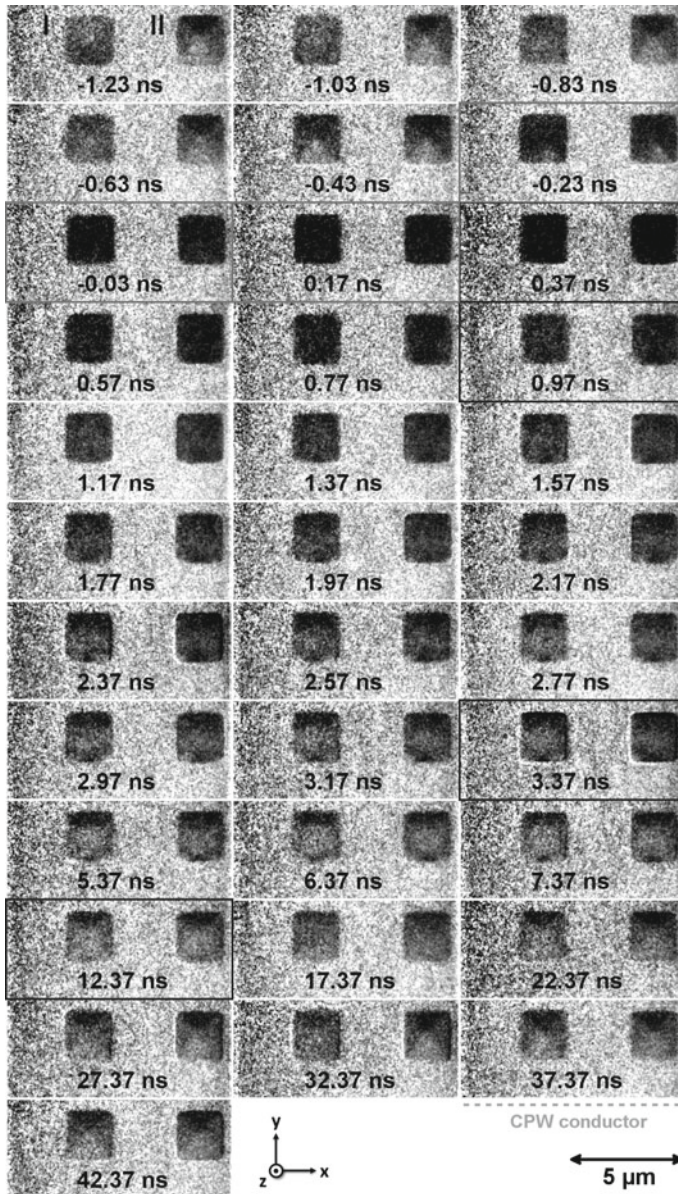 I II
-1.23 ns -1.03 ns -0.83 ns
-0.63 ns -0.43 ns -0.23 ns
-0.03 ns 0.17 ns 0.37 ns
0.57 ns 0.77 ns 0.97 ns
1.17 ns 1.37 ns 1.57 ns
1.77 ns 1.97 ns 2.17 ns
2.37 ns 2.57 ns 2.77 ns
2.97 ns 3.17 ns 3.37 ns
5.37 ns 6.37 ns 7.37 ns
12.37 ns 17.37 ns 22.37 ns
27.37 ns 32.37 ns 37.37 ns
CPW conductor
42.37 ns
y
z x
5 µm